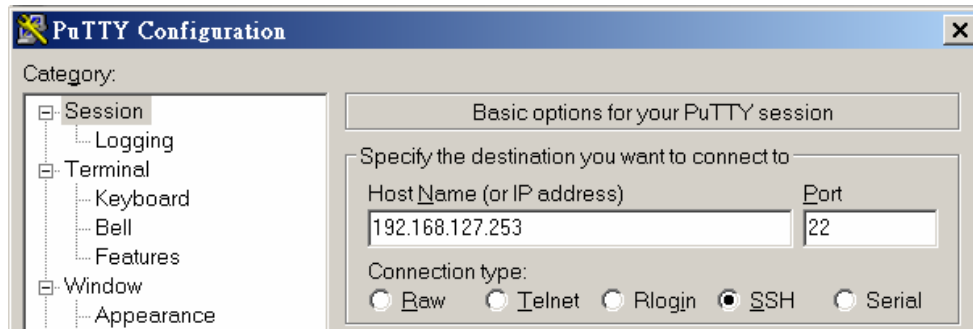 PuTTY Configuration
Category:
Session
Logging
Terminal
Keyboard
Bell
Features
Window
Appearance
Basic options for your PuTTY session
Specify the destination you want to connect to
Host Name (or IP address) Port
192.168.127.253 22
Connection type:
Raw Telnet Rlogin SSH Serial